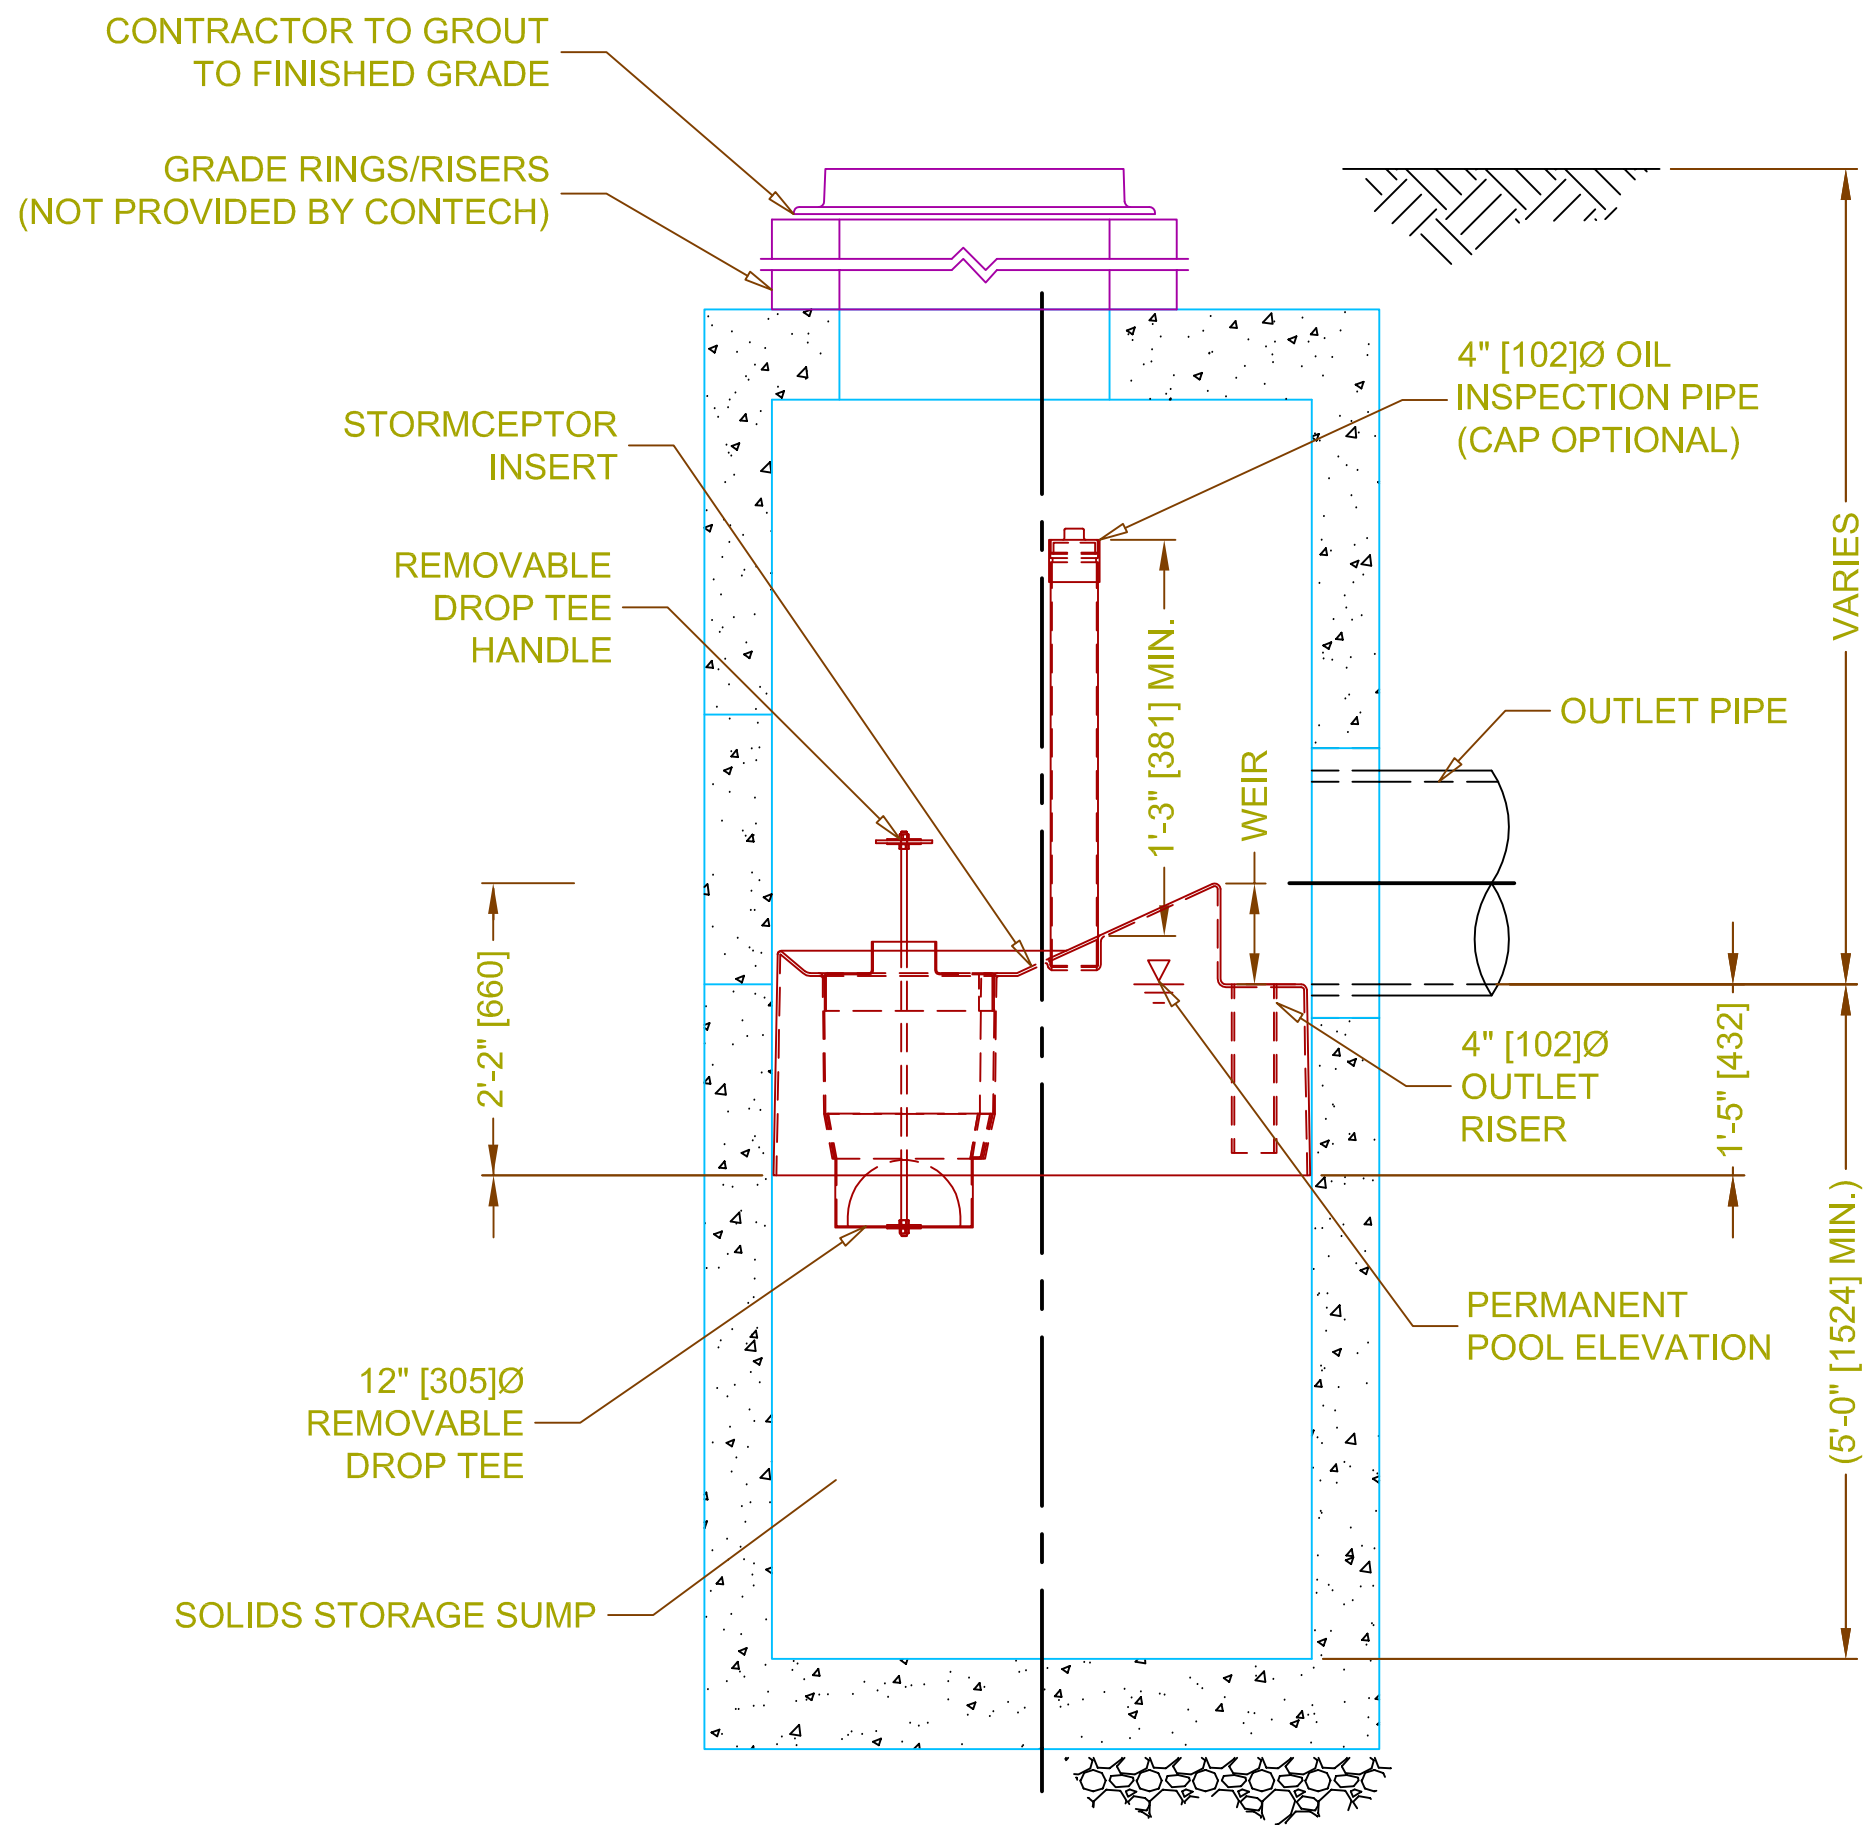 CONTRACTOR TO GROUT
TO FINISHED GRADE
GRADE RINGS/RISERS
(NOT PROVIDED BY CONTECH)
STORMCEPTOR
INSERT
REMOVABLE
DROP TEE
HANDLE
4" [102]Ø OIL
INSPECTION PIPE
(CAP OPTIONAL)
VARIES
1'-3" [381] MIN.
WEIR
OUTLET PIPE
2'-2" [660]
4" [102]Ø
OUTLET
RISER
1'-5" [432]
(5'-0" [1524] MIN.)
PERMANENT
POOL ELEVATION
12" [305]Ø
REMOVABLE
DROP TEE
SOLIDS STORAGE SUMP